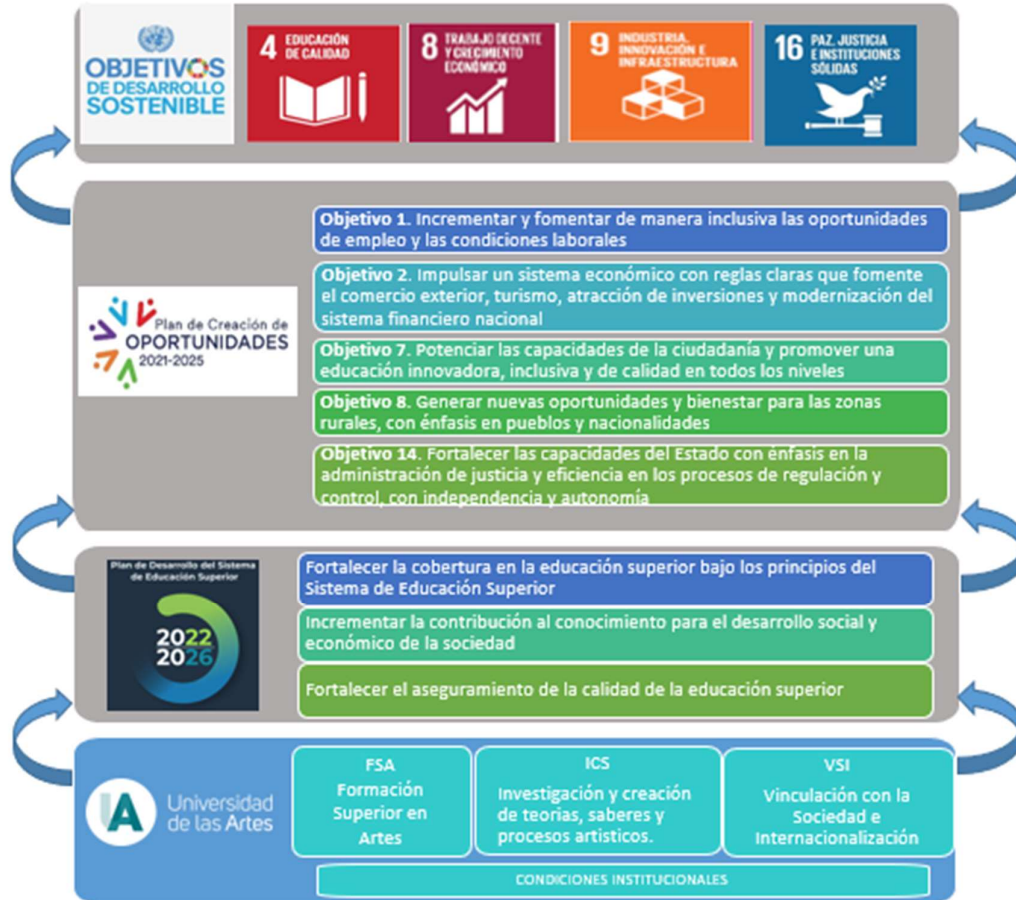 OBJETIVOS
DE DESARROLLO
SOSTENIBLE
4 EDUCACIÓN
DE CALIDAD
8 TRABAJO DECENTE
Y CRECIMIENTO
ECONÓMICO
9 INDUSTRIA,
INNOVACIÓN E
INFRAESTRUCTURA
16 PAZ, JUSTICIA
E INSTITUCIONES
SÓLIDAS
Plan de Creación de
OPORTUNIDADES
2021-2025
Objetivo 1. Incrementar y fomentar de manera inclusiva las oportunidades
de empleo y las condiciones laborales
Objetivo 2. Impulsar un sistema económico con reglas claras que fomente
el comercio exterior, turismo, atracción de inversiones y modernización del
sistema financiero nacional
Objetivo 7. Potenciar las capacidades de la ciudadanía y promover una
educación innovadora, inclusiva y de calidad en todos los niveles
Objetivo 8. Generar nuevas oportunidades y bienestar para las zonas
rurales, con énfasis en pueblos y nacionalidades
Objetivo 14. Fortalecer las capacidades del Estado con énfasis en la
administración de justicia y eficiencia en los procesos de regulación y
control, con independencia y autonomía
Plan de Desarrollo del Sistema
de Educación Superior
2022
2026
Fortalecer la cobertura en la educación superior bajo los principios del
Sistema de Educación Superior
Incrementar la contribución al conocimiento para el desarrollo social y
económico de la sociedad
Fortalecer el aseguramiento de la calidad de la educación superior
UA
Universidad
de las Artes
FSA
Formación
Superior en
Artes
ICS
Investigación y creación
de teorias, saberes y
procesos artisticos.
VSI
Vinculación con la
Sociedad e
Internacionalización
CONDICIONES INSTITUCIONALES